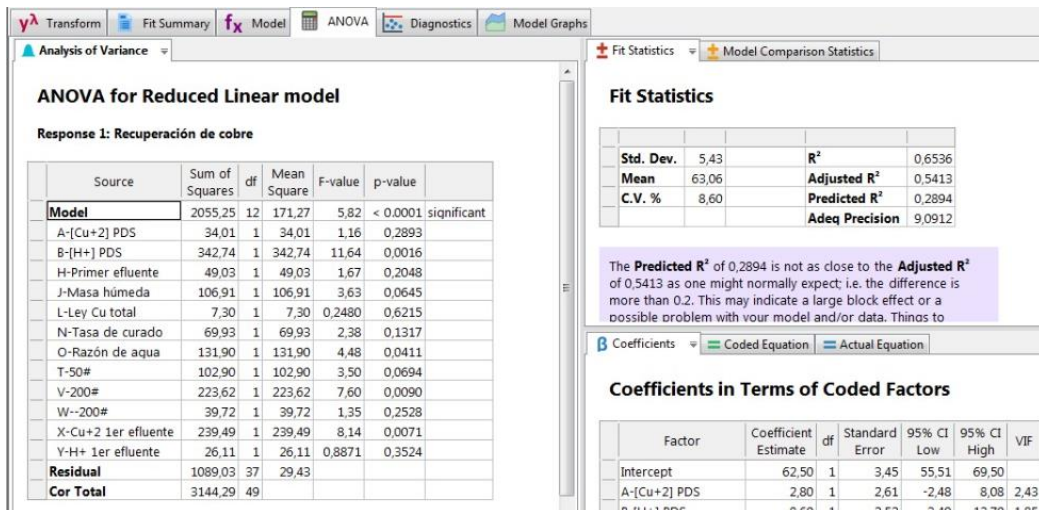 yλ Transform Fit Summary fx Model ANOVA Diagnostics Model Graphs
Analysis of Variance
ANOVA for Reduced Linear model
Response 1: Recuperación de cobre
Source Sum of Squares df Mean Square F-value p-value
Model 2055,25 12 171,27 5,82 < 0.0001 significant
A-[Cu+2] PDS 34,01 1 34,01 1,16 0,2893
B-[H+] PDS 342,74 1 342,74 11,64 0,0016
H-Primer efluente 49,03 1 49,03 1,67 0,2048
J-Masa húmeda 106,91 1 106,91 3,63 0,0645
L-Ley Cu total 7,30 1 7,30 0,2480 0,6215
N-Tasa de curado 69,93 1 69,93 2,38 0,1317
O-Razón de agua 131,90 1 131,90 4,48 0,0411
T-50# 102,90 1 102,90 3,50 0,0694
V-200# 223,62 1 223,62 7,60 0,0090
W--200# 39,72 1 39,72 1,35 0,2528
X-Cu+2 1er efluente 239,49 1 239,49 8,14 0,0071
Y-H+ 1er efluente 26,11 1 26,11 0,8871 0,3524
Residual 1089,03 37 29,43
Cor Total 3144,29 49
Fit Statistics Model Comparison Statistics
Fit Statistics
Std. Dev. 5,43 R² 0,6536
Mean 63,06 Adjusted R² 0,5413
C.V. % 8,60 Predicted R² 0,2894
Adeq Precision 9,0912
The Predicted R² of 0,2894 is not as close to the Adjusted R²
of 0,5413 as one might normally expect; i.e. the difference is
more than 0.2. This may indicate a large block effect or a
possible problem with your model and/or data. Things to
β Coefficients Coded Equation Actual Equation
Coefficients in Terms of Coded Factors
Factor Coefficient Estimate df Standard Error 95% CI Low 95% CI High VIF
Intercept 62,50 1 3,45 55,51 69,50
A-[Cu+2] PDS 2,80 1 2,61 -2,48 8,08 2,43